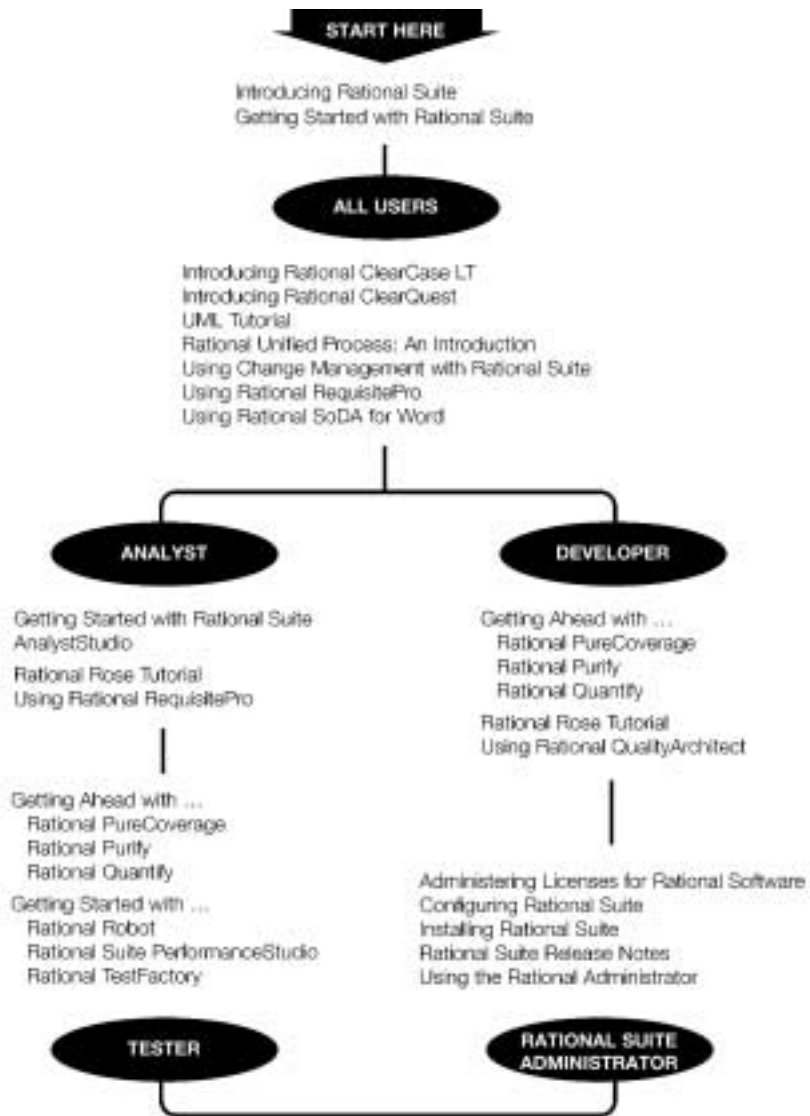 START HERE
Introducing Rational Suite
Getting Started with Rational Suite
ALL USERS
Introducing Rational ClearCase LT
Introducing Rational ClearQuest
UML Tutorial
Rational Unified Process: An Introduction
Using Change Management with Rational Suite
Using Rational RequisitePro
Using Rational SoDA for Word
ANALYST
Getting Started with Rational Suite
AnalystStudio
Rational Rose Tutorial
Using Rational RequisitePro
Getting Ahead with ...
Rational PureCoverage
Rational Purify
Rational Quantify
Getting Started with ...
Rational Robot
Rational Suite PerformanceStudio
Rational TestFactory
TESTER
DEVELOPER
Getting Ahead with ...
Rational PureCoverage
Rational Purify
Rational Quantify
Rational Rose Tutorial
Using Rational QualityArchitect
Administering Licenses for Rational Software
Configuring Rational Suite
Installing Rational Suite
Rational Suite Release Notes
Using the Rational Administrator
RATIONAL SUITE
ADMINISTRATOR